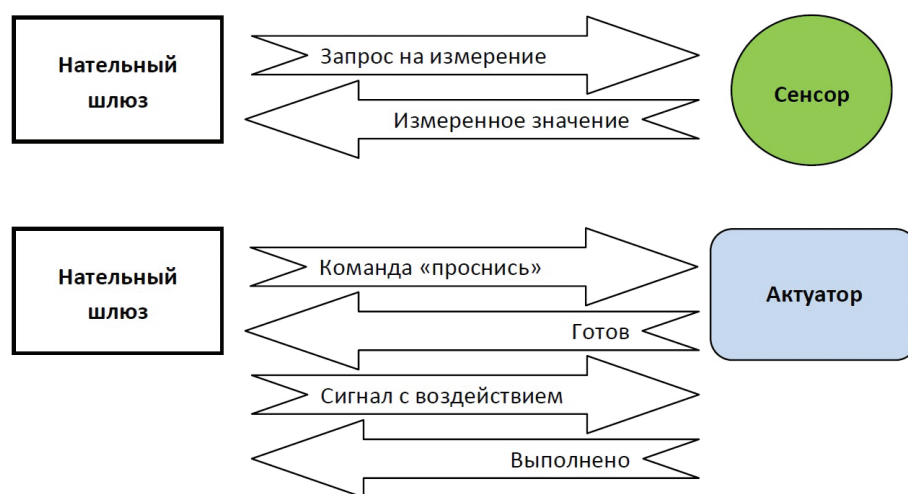 Нательный
шлюз
Запрос на измерение
Сенсор
Измеренное значение
Нательный
шлюз
Команда «проснись»
Актуатор
Готов
Сигнал с воздействием
Выполнено